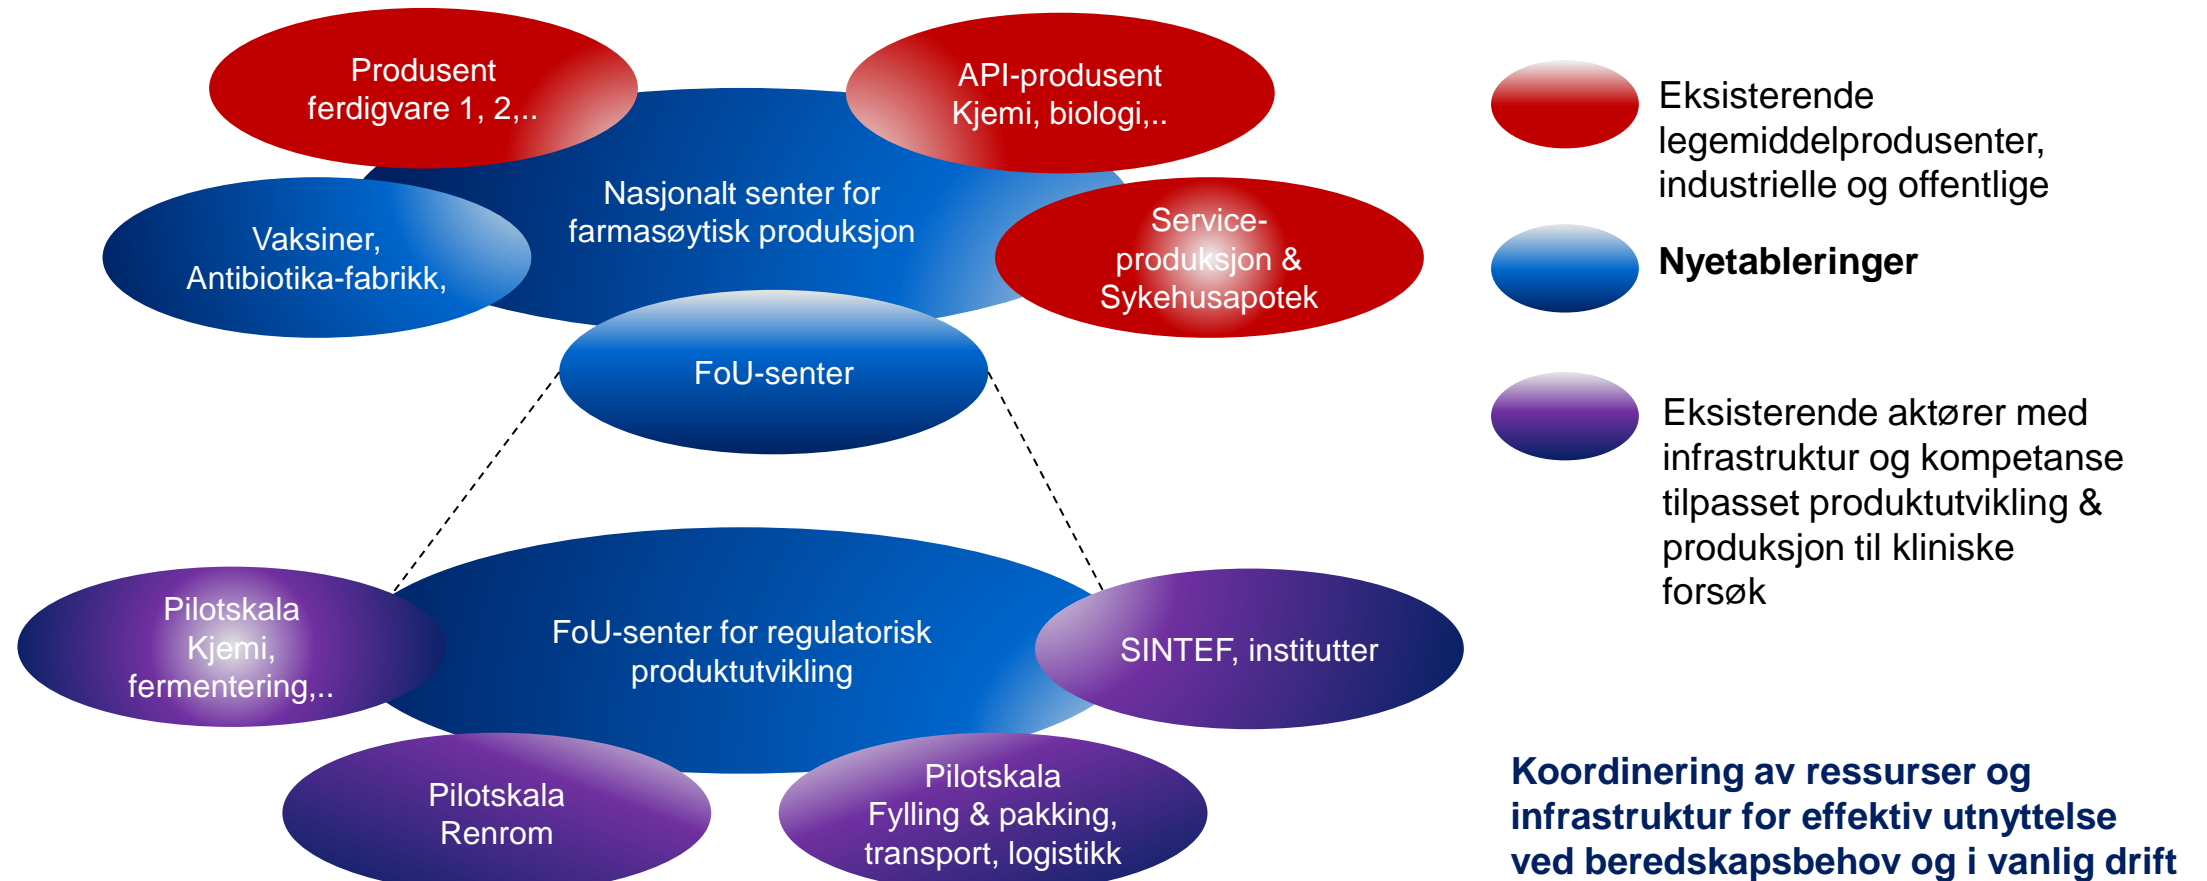 Produsent
ferdigvare 1, 2,..
API-produsent
Kjemi, biologi,..
Nasjonalt senter for
farmasøytisk produksjon
Vaksiner,
Antibiotika-fabrikk,
Service-
produksjon &
Sykehusapotek
FoU-senter
FoU-senter for regulatorisk
produktutvikling
Pilotskala
Kjemi,
fermentering,..
SINTEF, institutter
Pilotskala
Renrom
Pilotskala
Fylling & pakking,
transport, logistikk
Eksisterende
legemiddelprodusenter,
industrielle og offentlige
Nyetableringer
Eksisterende aktører med
infrastruktur og kompetanse
tilpasset produktutvikling &
produksjon til kliniske
forsøk
Koordinering av ressurser og
infrastruktur for effektiv utnyttelse
ved beredskapsbehov og i vanlig drift